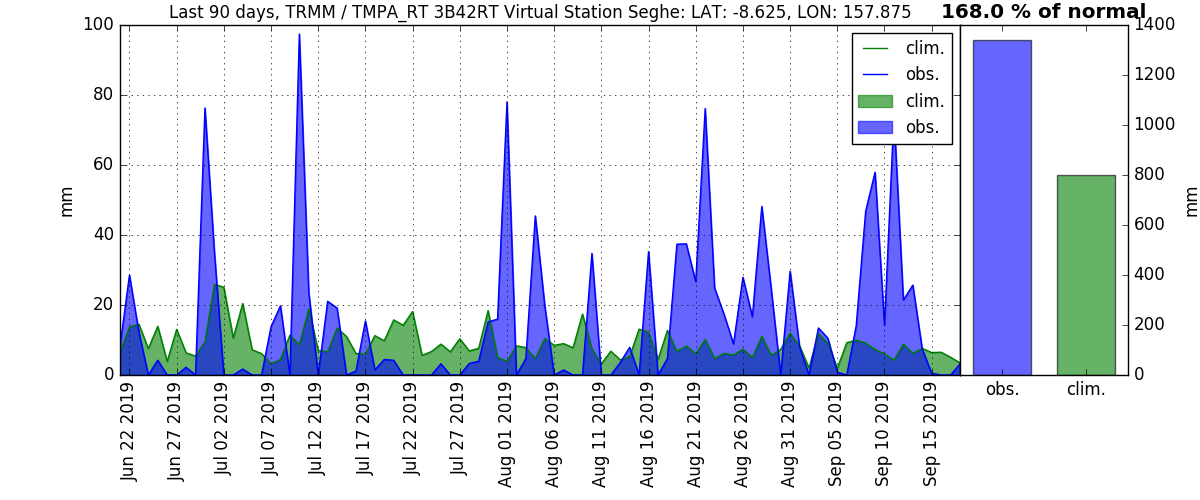 Last 90 days, TRMM / TMPA_RT 3B42RT Virtual Station Seghe: LAT: -8.625, LON: 157.875
168.0 % of normal
mm
100
80
60
40
20
0
clim.
obs.
clim.
obs.
Jun 22 2019
Jun 27 2019
Jul 02 2019
Jul 07 2019
Jul 12 2019
Jul 17 2019
Jul 22 2019
Jul 27 2019
Aug 01 2019
Aug 06 2019
Aug 11 2019
Aug 16 2019
Aug 21 2019
Aug 26 2019
Aug 31 2019
Sep 05 2019
Sep 10 2019
Sep 15 2019
1400
1200
1000
800
600
400
200
0
mm
obs.
clim.